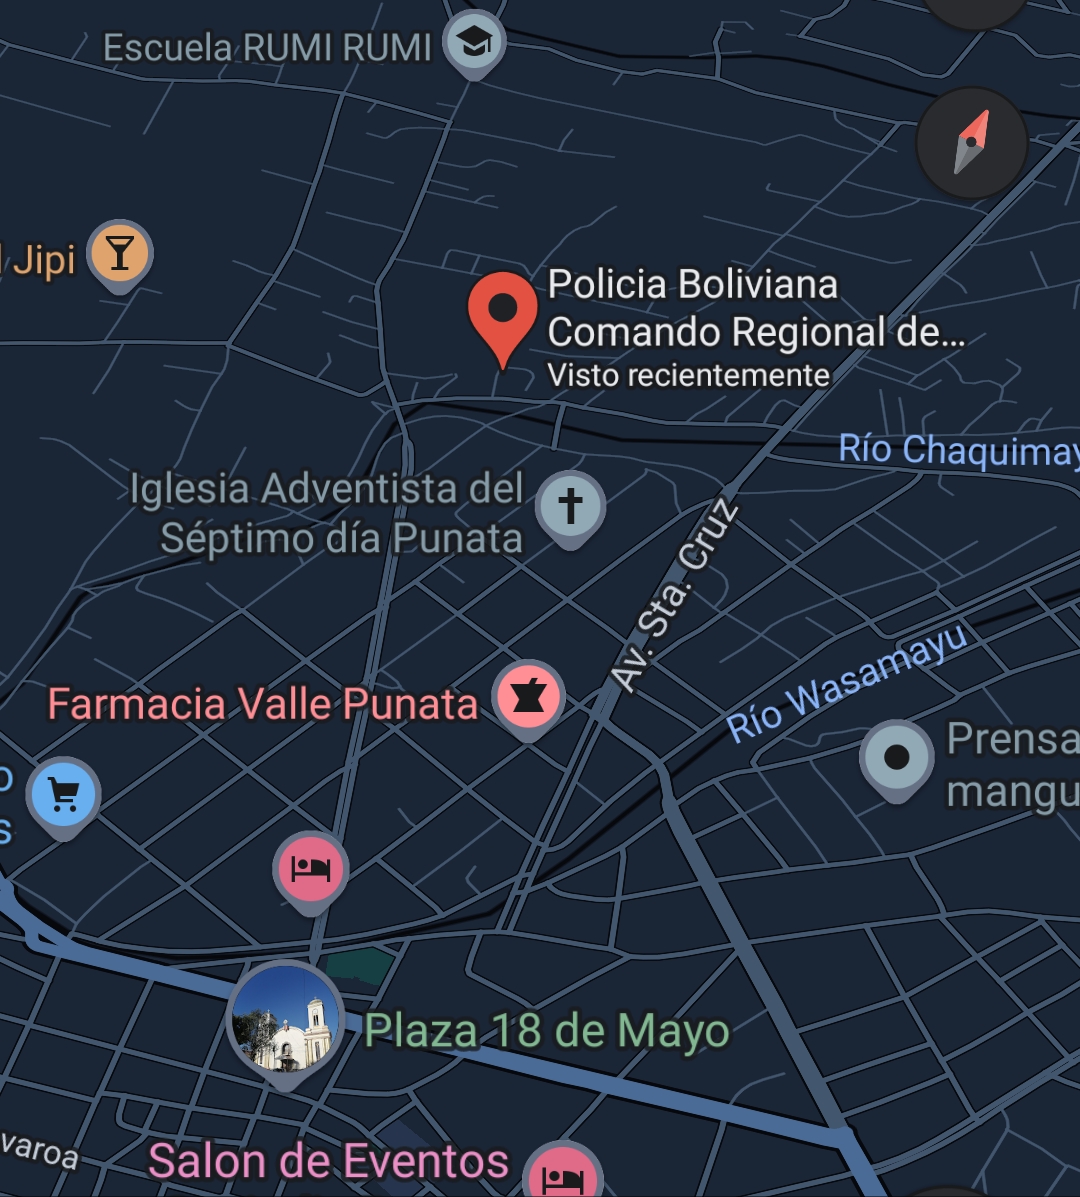 Escuela RUMI RUMI
Jipi
Policia Boliviana
Comando Regional de...
Visto recientemente
Río Chaquimay
Iglesia Adventista del
Séptimo día Punata
Av. Sta. Cruz
Río Wasamayu
Farmacia Valle Punata
Prensa
mangu
o
s
Plaza 18 de Mayo
varoa
Salon de Eventos